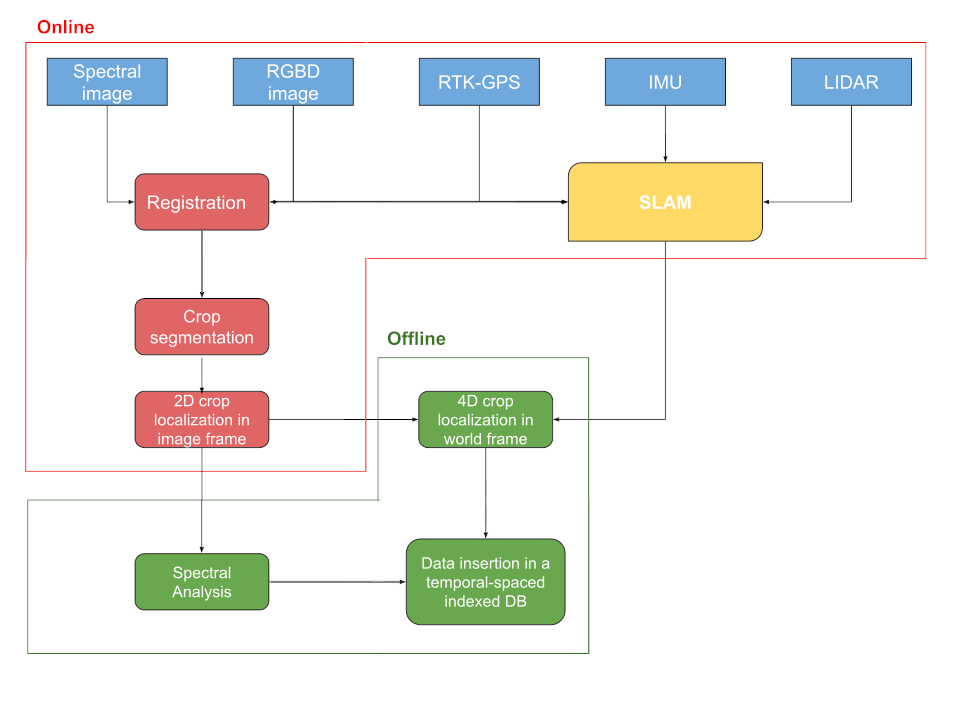 Online
Spectral
image
RGBD
image
RTK-GPS
IMU
LIDAR
Registration
SLAM
Crop
segmentation
Offline
2D crop
localization in
image frame
4D crop
localization in
world frame
Spectral
Analysis
Data insertion in a
temporal-spaced
indexed DB